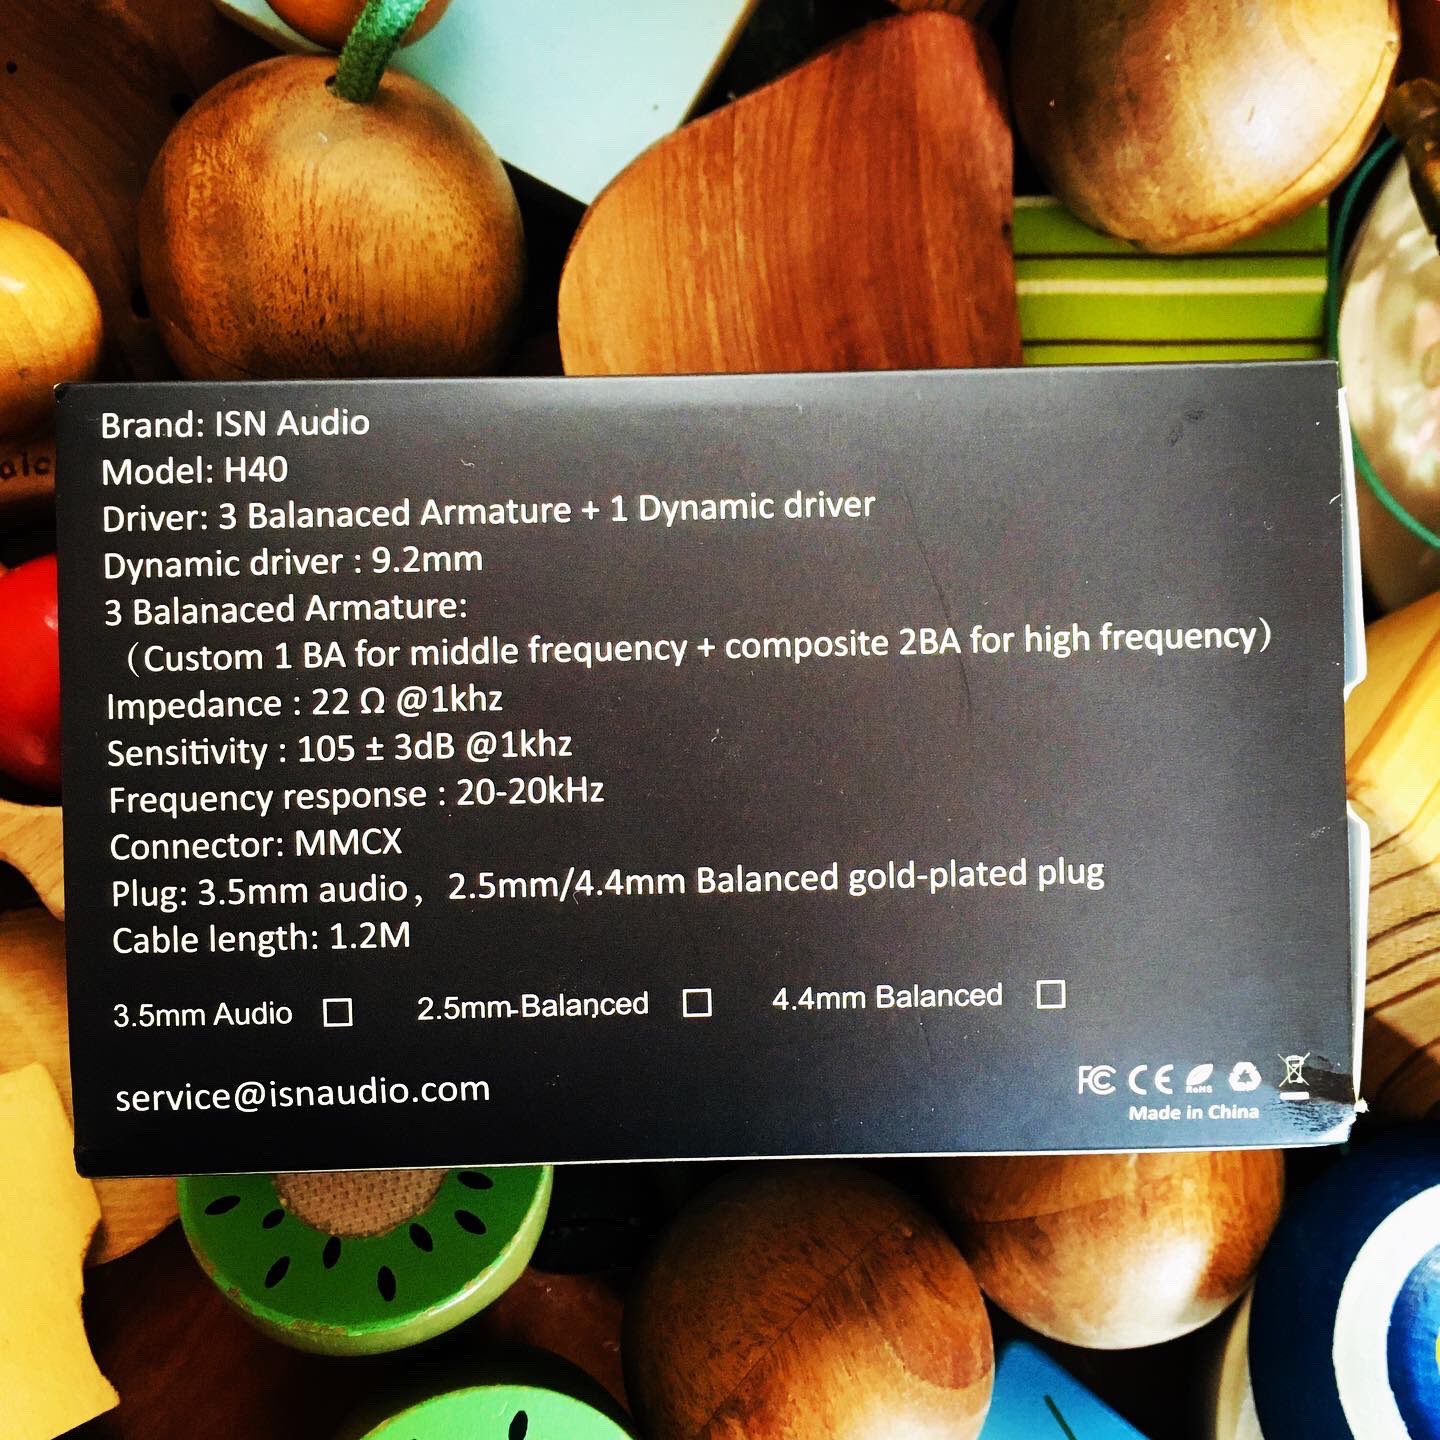 Brand: ISN Audio
Model: H40
Driver: 3 Balanaced Armature + 1 Dynamic driver
Dynamic driver : 9.2mm
3 Balanaced Armature:
（Custom 1 BA for middle frequency + composite 2BA for high frequency）
Impedance : 22 Ω @1khz
Sensitivity : 105 ± 3dB @1khz
Frequency response : 20-20kHz
Connector: MMCX
Plug: 3.5mm audio，2.5mm/4.4mm Balanced gold-plated plug
Cable length: 1.2M
3.5mm Audio □ 2.5mm-Balanced □ 4.4mm Balanced □
service@isnaudio.com
FC CE RoHS
Made in China